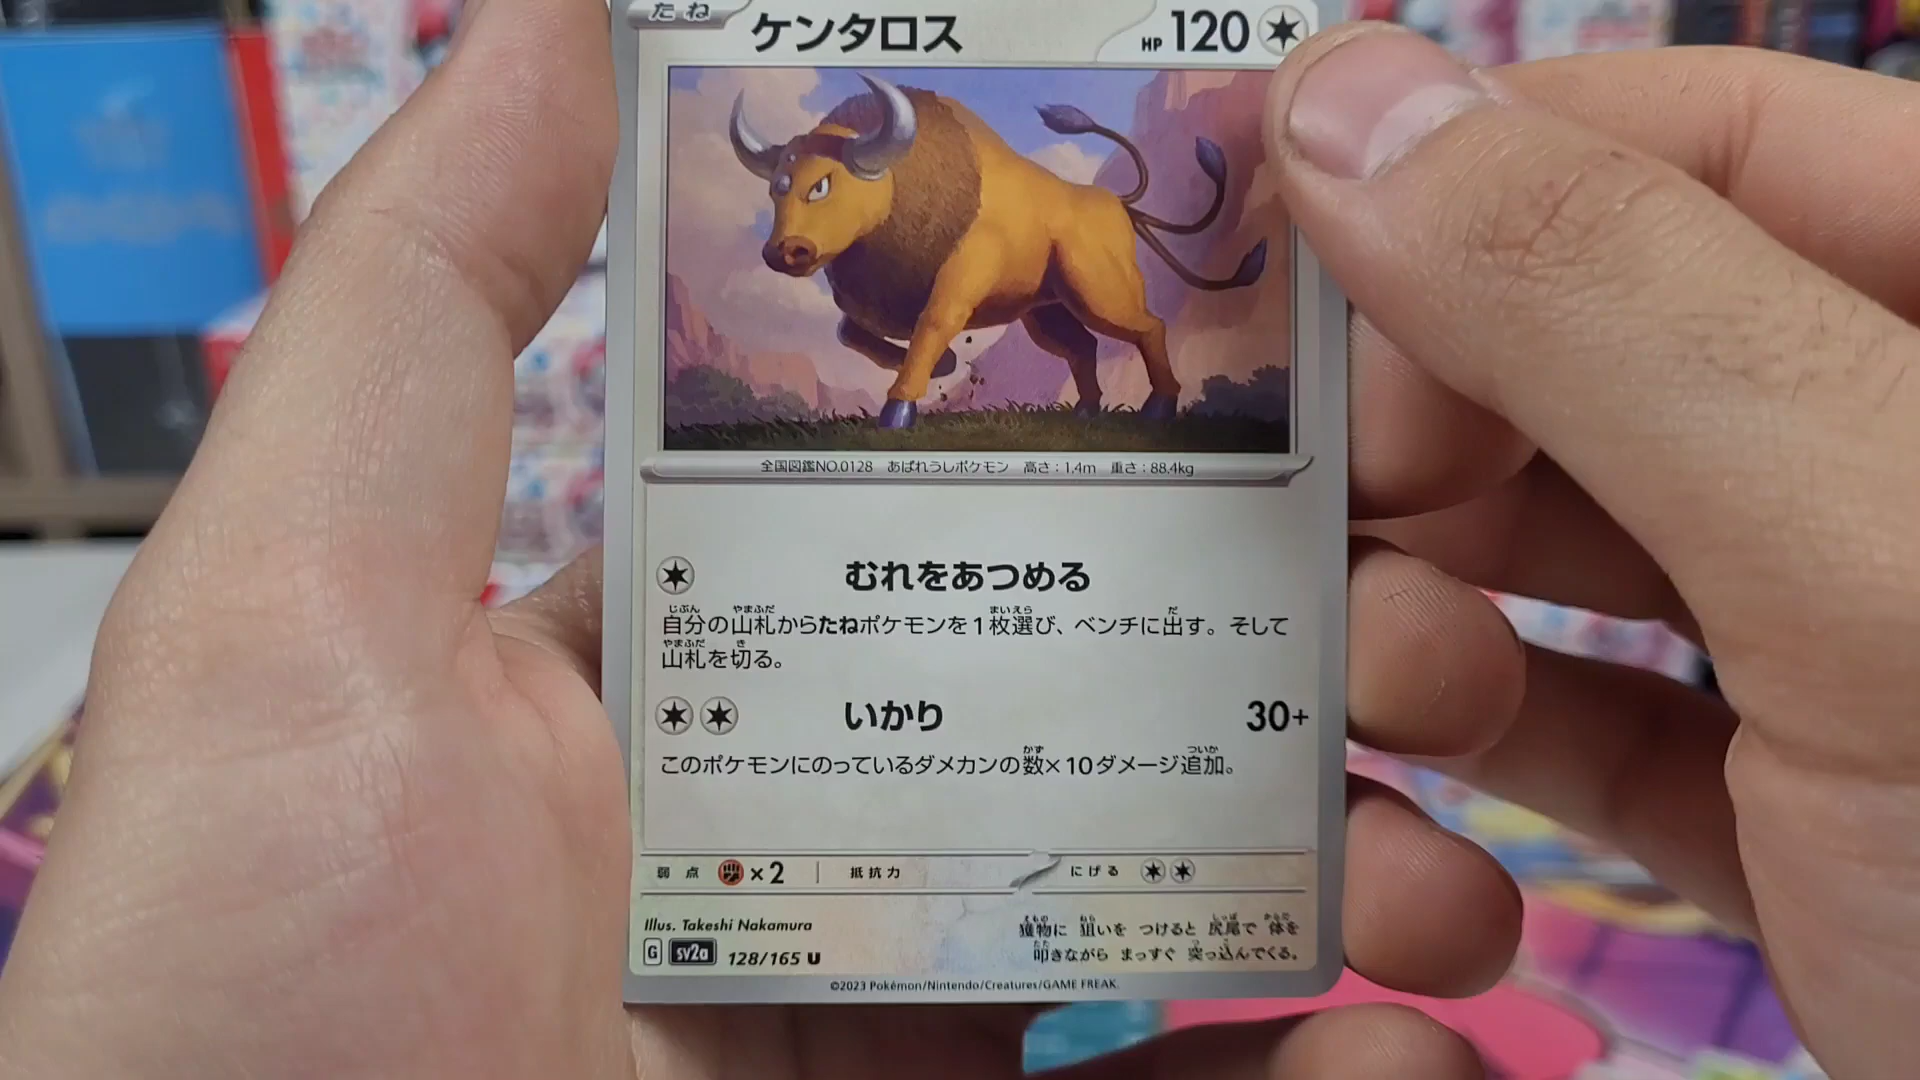 たね ケンタロス HP 120
全国図鑑NO.0128 あばれうしポケモン 高さ：1.4m 重さ：88.4kg
むれをあつめる
自分の山札からたねポケモンを1枚選び、ベンチに出す。そして
山札を切る。
いかり 30+
このポケモンにのっているダメカンの数×10ダメージ追加。
弱点 ×2 抵抗力 にげる
Illus. Takeshi Nakamura
G sv2a 128/165 U
獲物に 狙いを つけると 尻尾で 体を
叩きながら まっすぐ 突っ込んでくる。
©2023 Pokémon/Nintendo/Creatures/GAME FREAK.